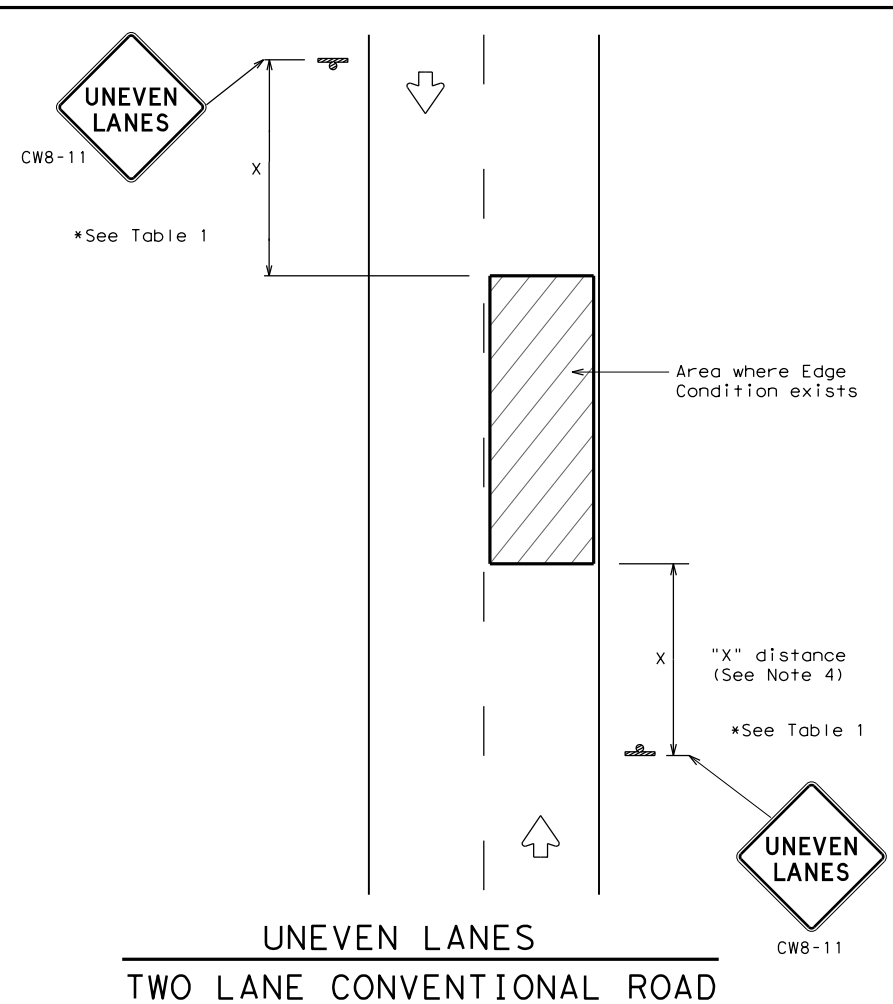 UNEVEN
LANES
CW8-11
X
*See Table 1
Area where Edge
Condition exists
X
"X" distance
(See Note 4)
*See Table 1
UNEVEN
LANES
CW8-11
UNEVEN LANES
TWO LANE CONVENTIONAL ROAD